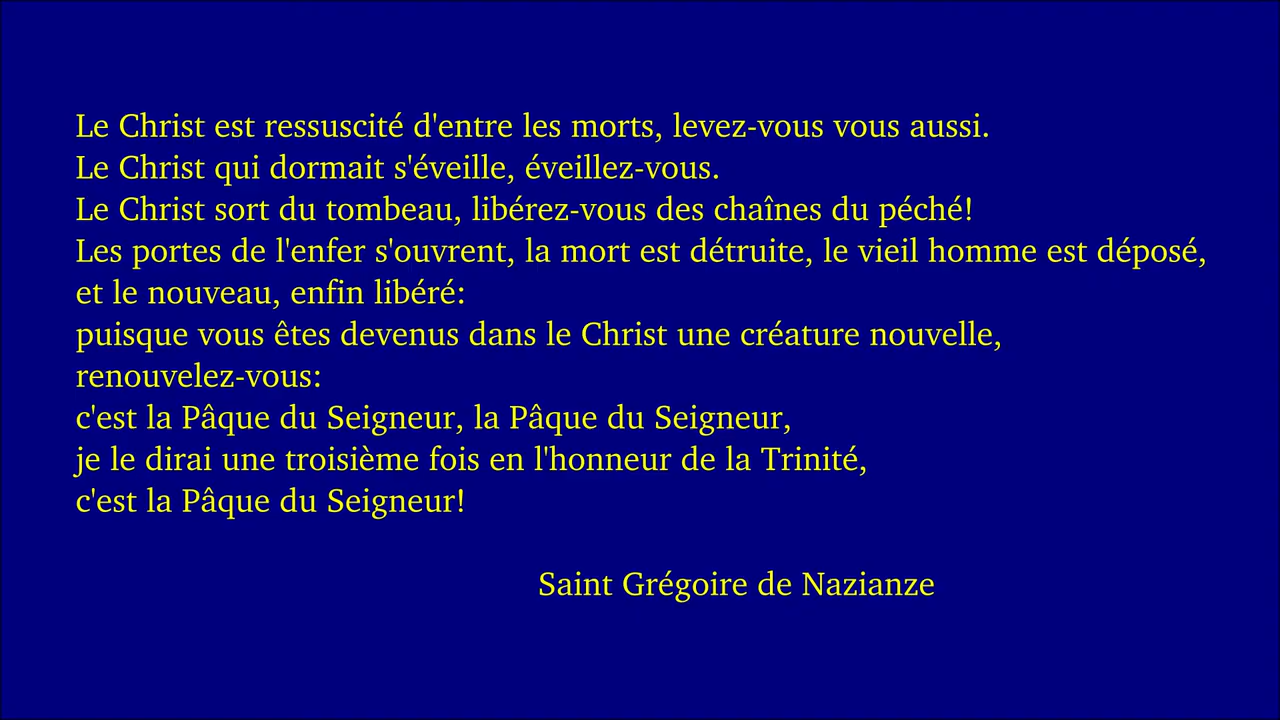 Le Christ est ressuscité d'entre les morts, levez-vous vous aussi.
Le Christ qui dormait s'éveille, éveillez-vous.
Le Christ sort du tombeau, libérez-vous des chaînes du péché!
Les portes de l'enfer s'ouvrent, la mort est détruite, le vieil homme est déposé,
et le nouveau, enfin libéré:
puisque vous êtes devenus dans le Christ une créature nouvelle,
renouvelez-vous:
c'est la Pâque du Seigneur, la Pâque du Seigneur,
je le dirai une troisième fois en l'honneur de la Trinité,
c'est la Pâque du Seigneur!
Saint Grégoire de Nazianze